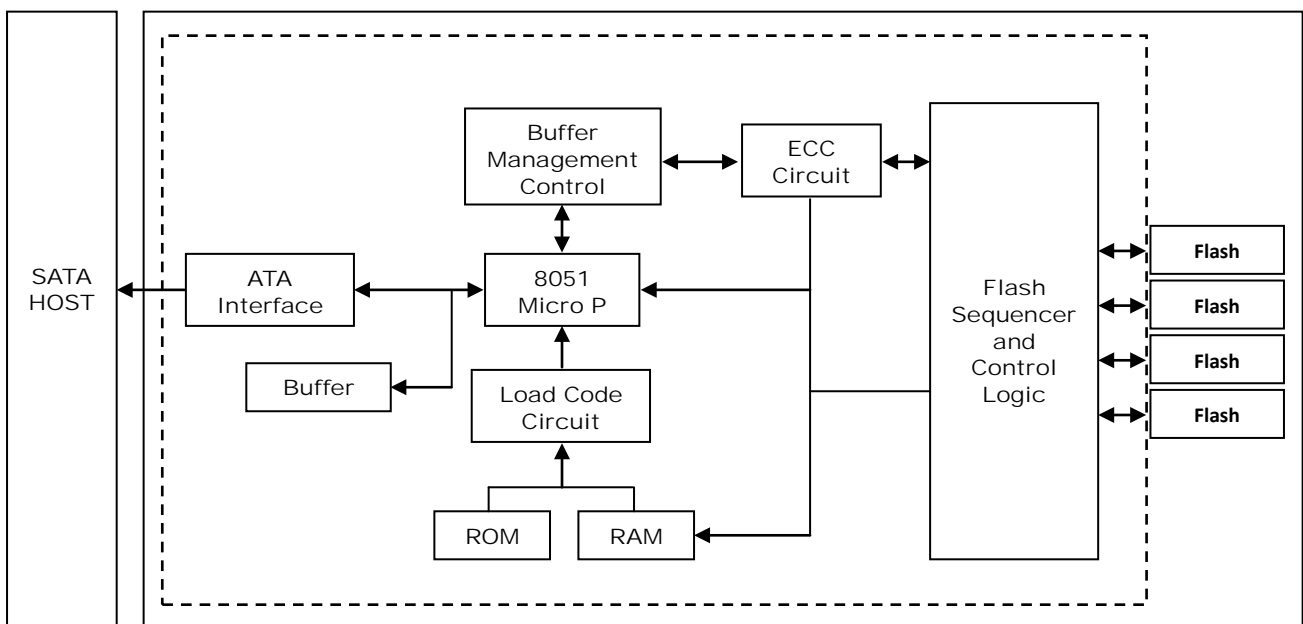 SATA
HOST
ATA
Interface
Buffer
Buffer
Management
Control
8051
Micro P
Load Code
Circuit
ROM
RAM
ECC
Circuit
Flash
Sequencer
and
Control
Logic
Flash
Flash
Flash
Flash